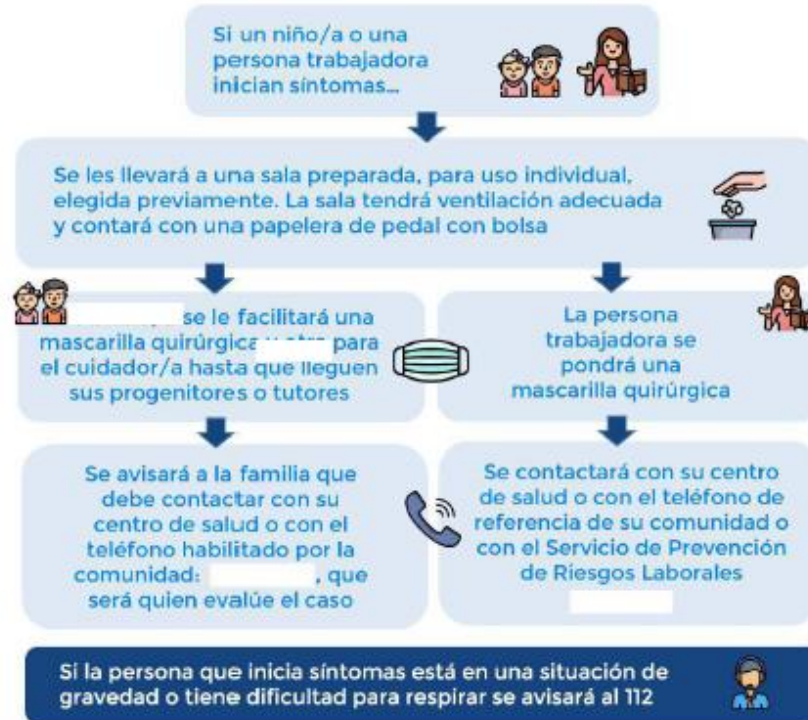 Si un niño/a o una
persona trabajadora
inician síntomas...
Se les llevará a una sala preparada, para uso individual,
elegida previamente. La sala tendrá ventilación adecuada
y contará con una papelera de pedal con bolsa
se le facilitará una
mascarilla quirúrgica para
el cuidador/a hasta que lleguen
sus progenitores o tutores
La persona
trabajadora se
pondrá una
mascarilla quirúrgica
Se avisará a la familia que
debe contactar con su
centro de salud o con el
teléfono habilitado por la
comunidad: , que
será quien evalúe el caso
Se contactará con su centro
de salud o con el teléfono de
referencia de su comunidad o
con el Servicio de Prevención
de Riesgos Laborales
Si la persona que inicia síntomas está en una situación de
gravedad o tiene dificultad para respirar se avisará al 112